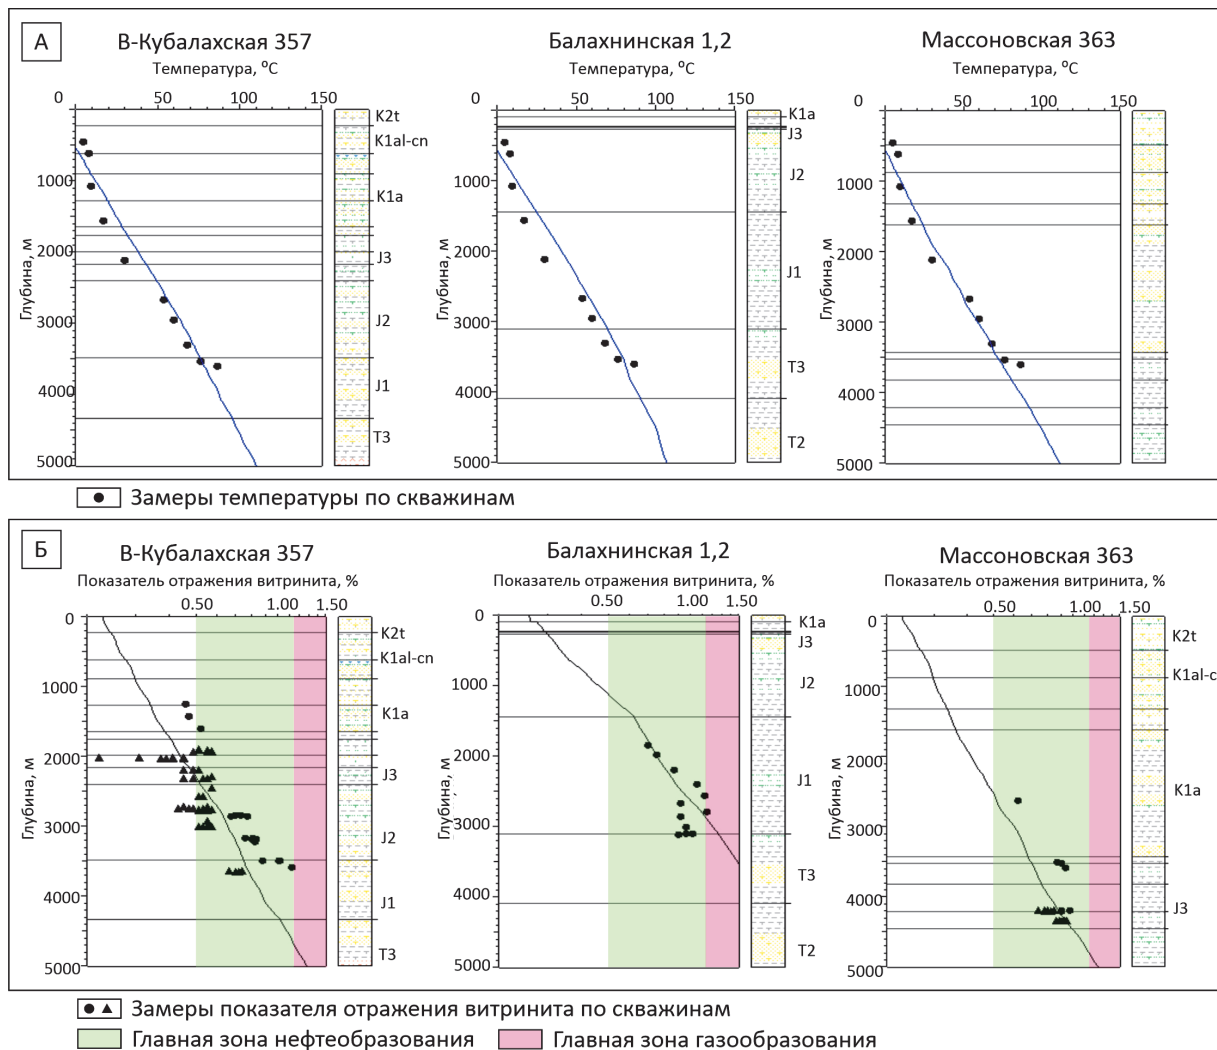 А
В-Кубалахская 357
Балахнинская 1,2
Массоновская 363
Температура, ⁰С
Температура, ⁰С
Температура, ⁰С
0 50 100 150
0 50 100 150
0 50 100 150
Глубина, м
1000
2000
3000
4000
5000
K2t
K1al-cn
K1a
J3
J2
J1
T3
Глубина, м
1000
2000
3000
4000
5000
K1a
J3
J2
J1
T3
T2
Глубина, м
1000
2000
3000
4000
5000
Замеры температуры по скважинам
Б
В-Кубалахская 357
Балахнинская 1,2
Массоновская 363
Показатель отражения витринита, %
Показатель отражения витринита, %
Показатель отражения витринита, %
0.50 1.00 1.50
0.50 1.00 1.50
0.50 1.00 1.50
Глубина, м
0
1000
2000
3000
4000
5000
K2t
K1al-cn
K1a
J3
J2
J1
T3
Глубина, м
0
1000
2000
3000
4000
5000
K1a
J3
J2
J1
T3
T2
Глубина, м
0
1000
2000
3000
4000
5000
K2t
K1al-c
K1a
J3
Замеры показателя отражения витринита по скважинам
Главная зона нефтеобразования
Главная зона газообразования